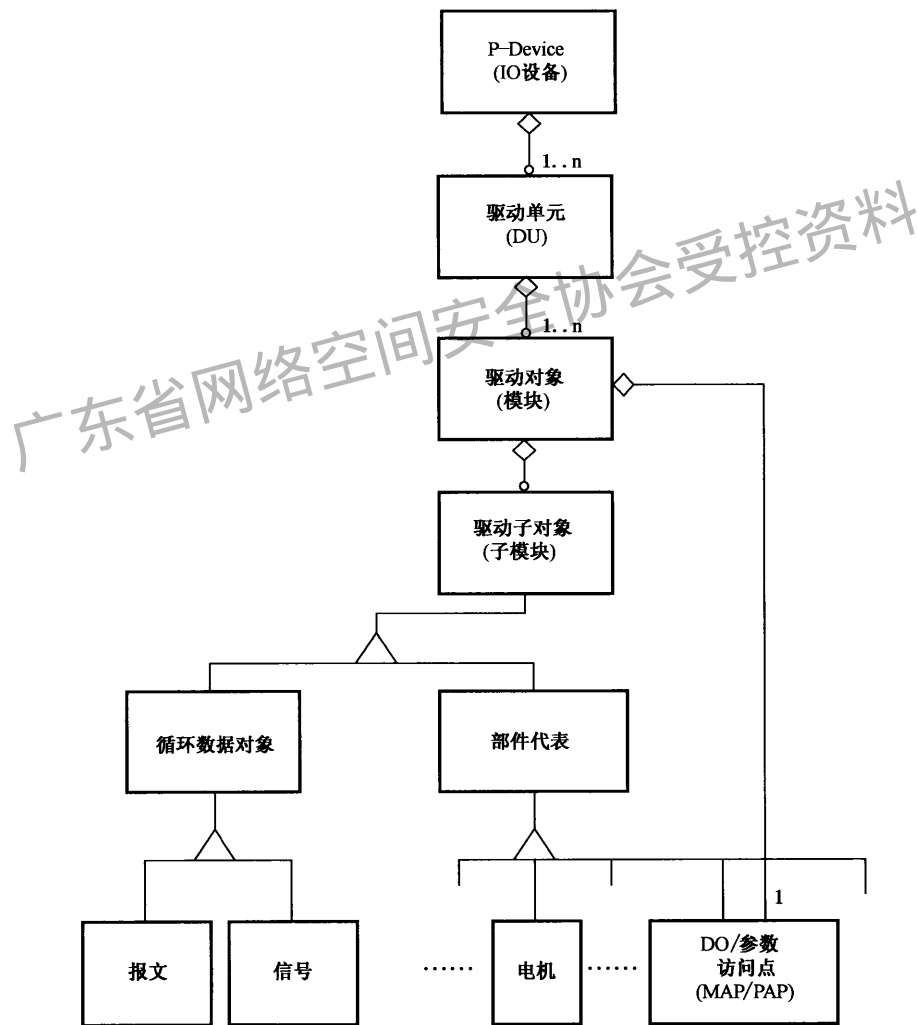 P-Device
(IO设备)
1..n
驱动单元
(DU)
1..n
驱动对象
(模块)
驱动子对象
(子模块)
循环数据对象
部件代表
1
报文
信号
……
电机
……
DO/参数
访问点
(MAP/PAP)
广东省网络空间安全协会受控资料